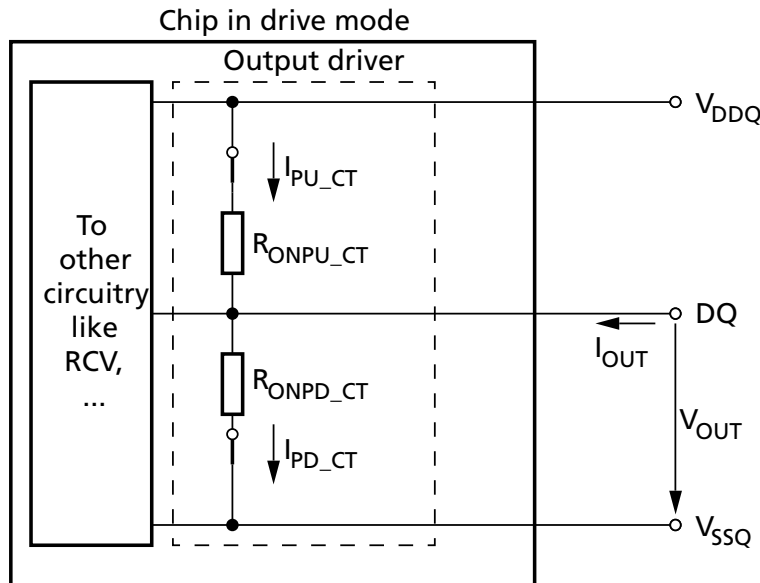 Chip in drive mode
Output driver
To
other
circuitry
like
RCV,
...
V_DDQ
I_PU_CT
R_ONPU_CT
DQ
I_OUT
R_ONPD_CT
V_OUT
I_PD_CT
V_SSQ